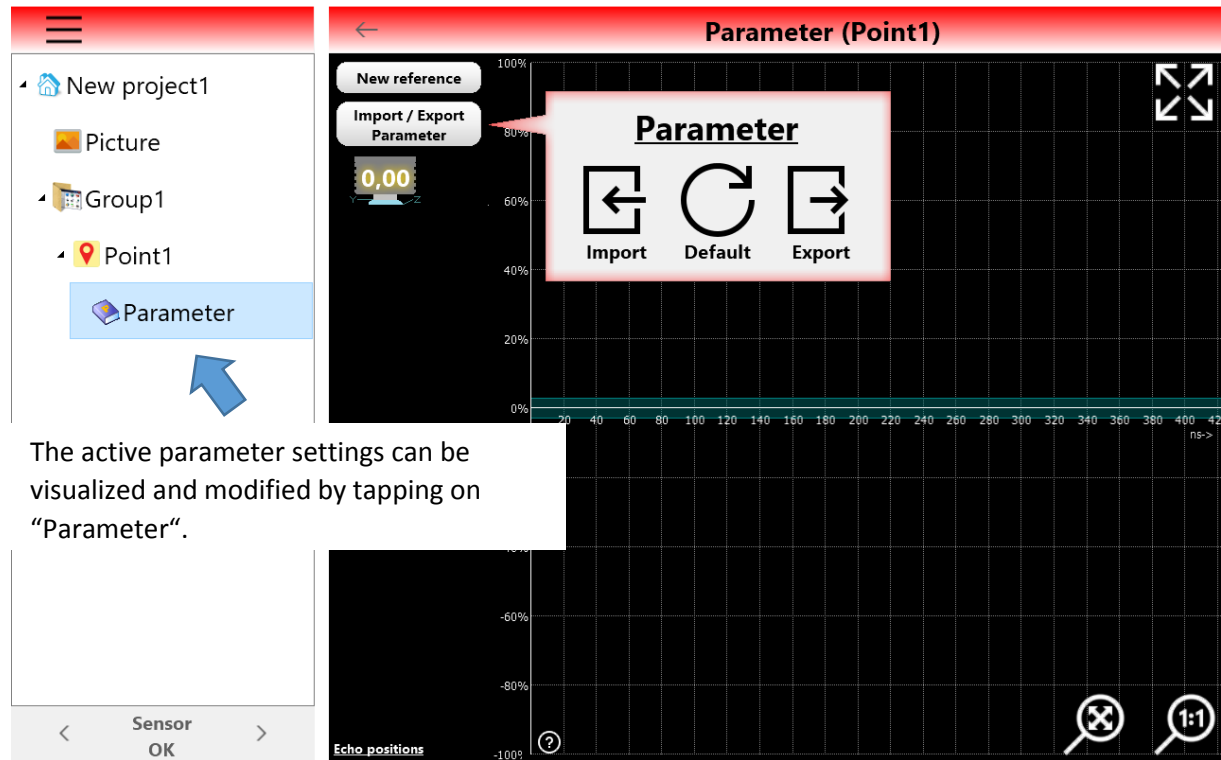 Parameter (Point1)
New project1
Picture
Group1
Point1
Parameter
The active parameter settings can be
visualized and modified by tapping on
“Parameter“.
Sensor
OK
New reference
Import / Export
Parameter
0,00
Y
Z
Parameter
Import
Default
Export
100%
80%
60%
40%
20%
0%
20 40 60 80 100 120 140 160 180 200 220 240 260 280 300 320 340 360 380 400 42
ns->
-60%
-80%
-100%
Echo positions
?
1:1